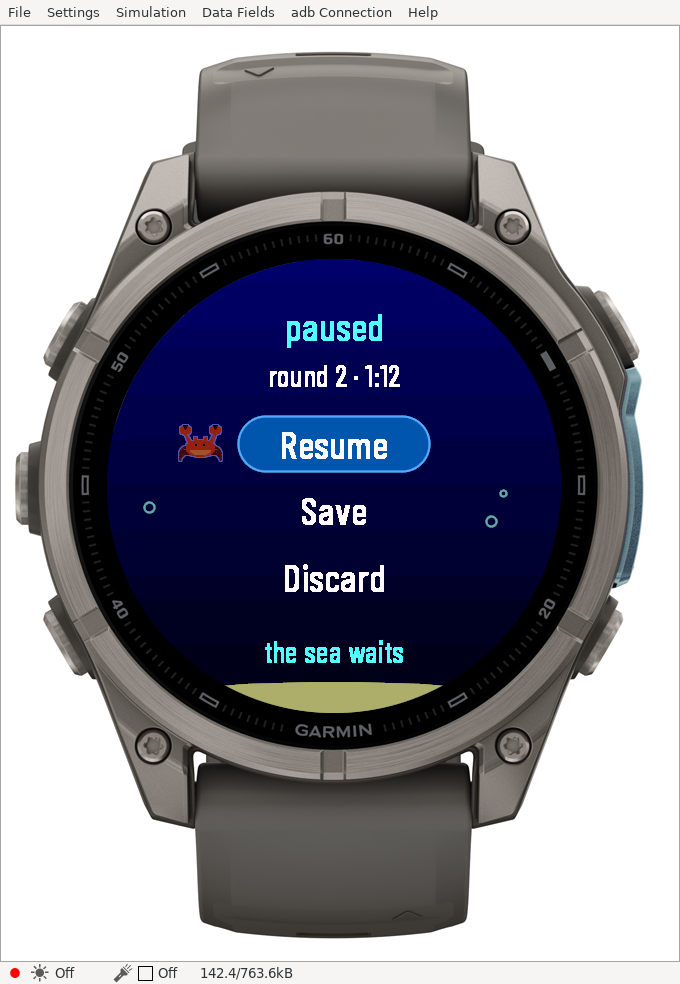 File Settings Simulation Data Fields adb Connection Help
60
50
paused
round 2 · 1:12
Resume
Save
Discard
40
20
the sea waits
GARMIN
Off Off 142.4/763.6kB